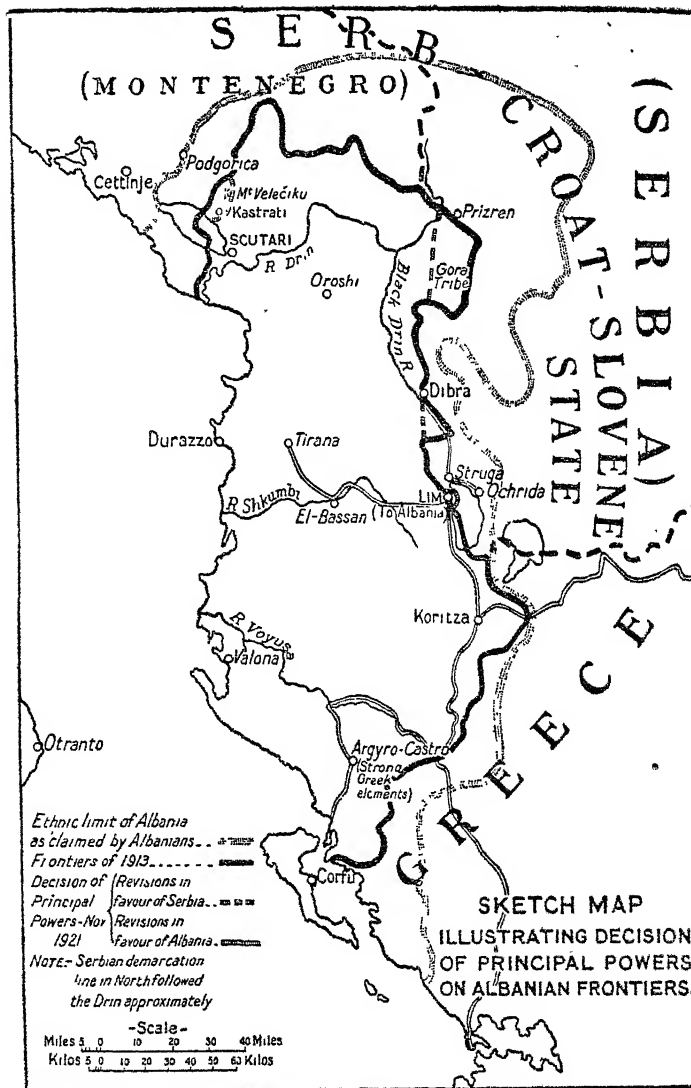 SERB
CROAT-SLOVENE
STATE
(MONTENEGRO)
(SERBIA)
Podgorica
Cettinje
Mt Velečiku
Kastrati
SCUTARI
R Drin
Prizren
Gora
Tribe
Oroshi
Black Drin R
Dibra
Durazzo
Tirana
Struga
Ochrida
LIM
(To Albania)
R Shkumbi
El-Bassan
Koritza
R Voyusa
Valona
GREECE
Otranto
Argyro-Castro
(Strong
Greek
elements)
Corfu
Ethnic limit of Albania
as claimed by Albanians
Frontiers of 1913
Decision of Revisions in
Principal favour of Serbia
Powers-Nov Revisions in
1921 favour of Albania
NOTE:- Serbian demarcation
line in North followed
the Drin approximately
-Scale-
Miles 5 0 10 20 30 40 Miles
Kilos 5 0 10 20 40 60 Kilos
SKETCH MAP
ILLUSTRATING DECISION
OF PRINCIPAL POWERS
ON ALBANIAN FRONTIERS.